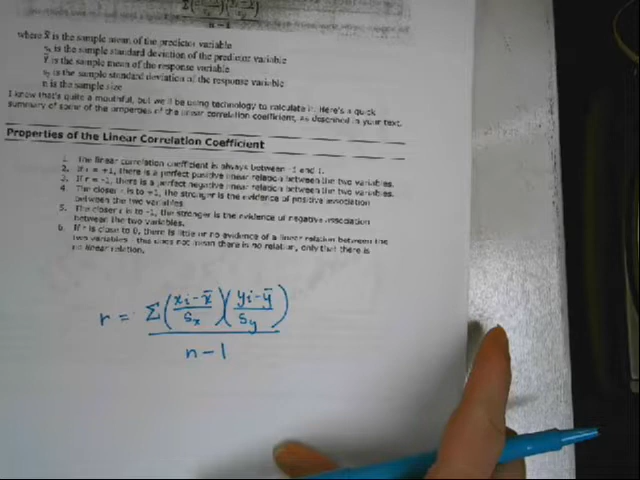 n − 1
where x̄ is the sample mean of the predictor variable
sx is the sample standard deviation of the predictor variable
ȳ is the sample mean of the response variable
sy is the sample standard deviation of the response variable
n is the sample size
I know that's quite a mouthful, but we'll be using technology to calculate it. Here's a quick
summary of some of the properties of the linear correlation coefficient, as described in your text.
Properties of the Linear Correlation Coefficient
1. The linear correlation coefficient is always between -1 and 1.
2. If r = +1, there is a perfect positive linear relation between the two variables.
3. If r = -1, there is a perfect negative linear relation between the two variables.
4. The closer r is to +1, the stronger is the evidence of positive association
between the two variables.
5. The closer r is to -1, the stronger is the evidence of negative association
between the two variables.
6. If r is close to 0, there is little or no evidence of a linear relation between the
two variables - this does not mean there is no relation, only that there is
no linear relation.
r = Σ((xi − x̄)/sx)((yi − ȳ)/sy)
n − 1